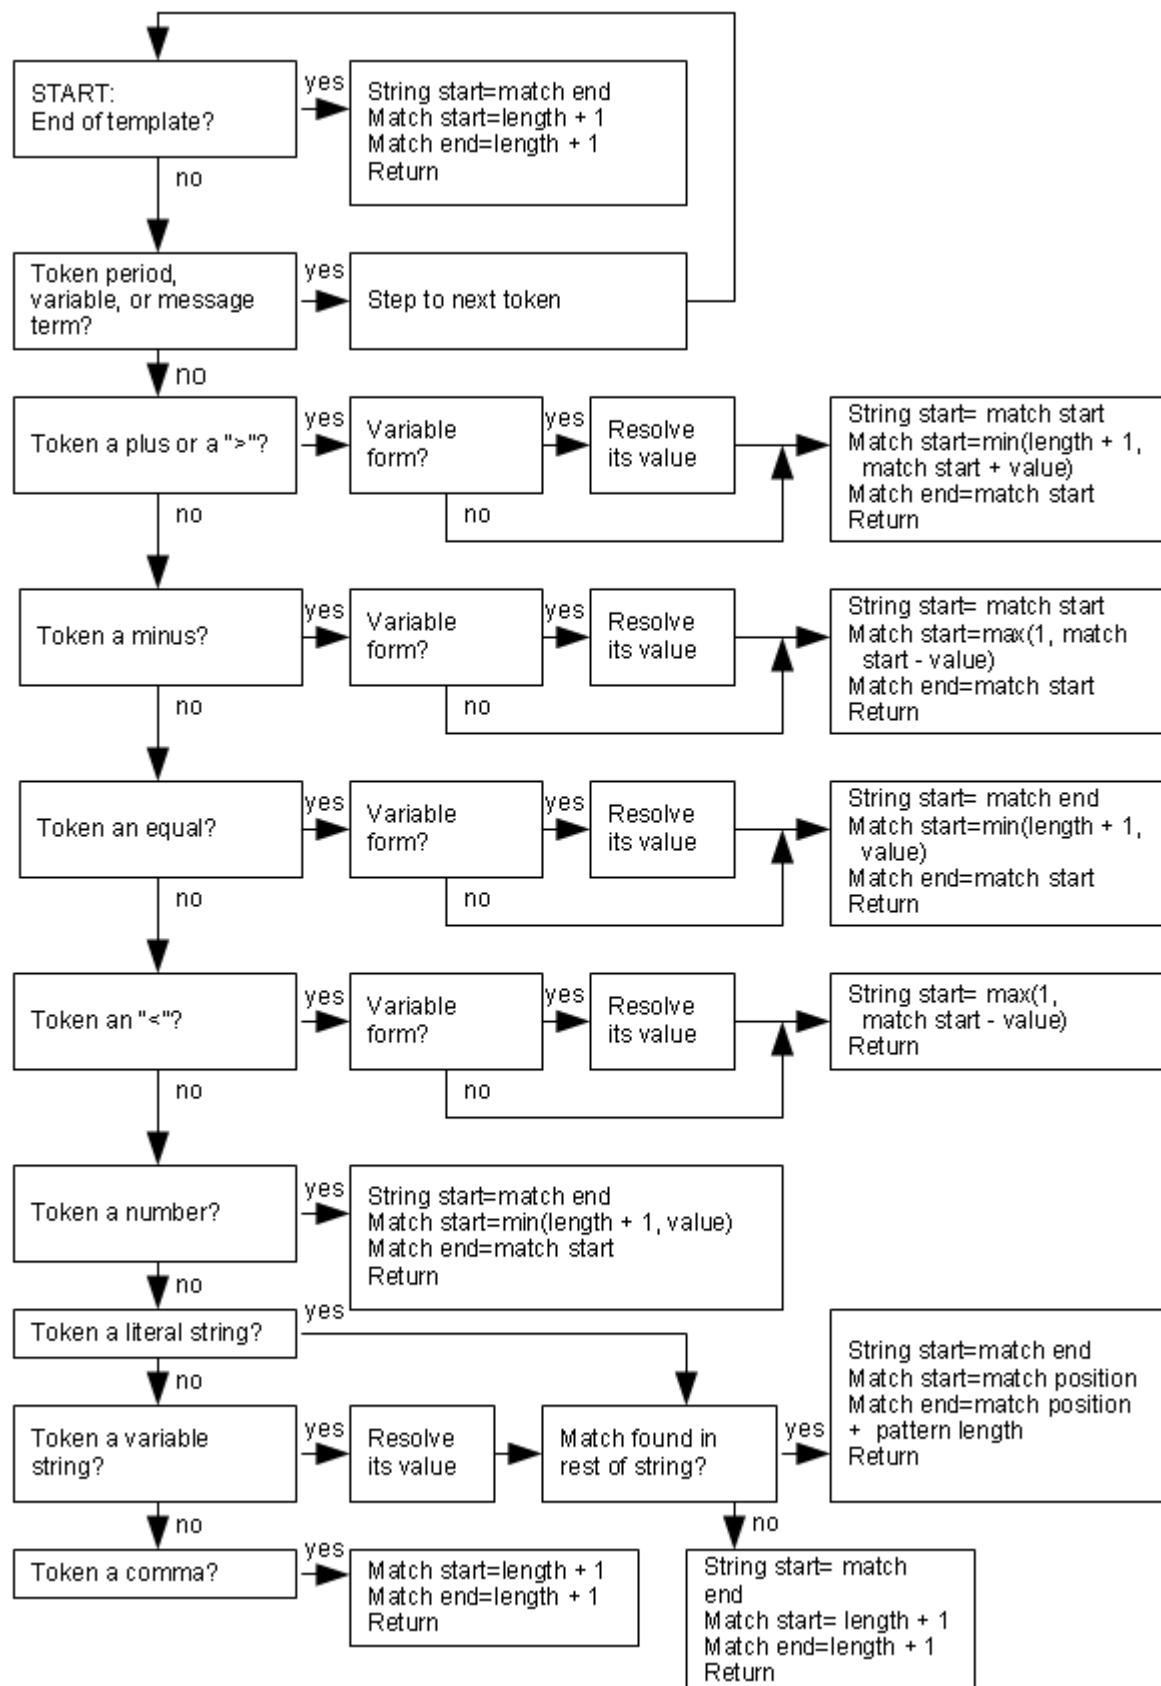 START:
End of template?
yes
String start=match end
Match start=length + 1
Match end=length + 1
Return
no
Token period,
variable, or message
term?
yes
Step to next token
no
Token a plus or a ">"?
yes
Variable
form?
yes
Resolve
its value
no
String start= match start
Match start=min(length + 1,
match start + value)
Match end=match start
Return
no
Token a minus?
yes
Variable
form?
yes
Resolve
its value
no
String start= match start
Match start=max(1, match
start - value)
Match end=match start
Return
no
Token an equal?
yes
Variable
form?
yes
Resolve
its value
no
String start= match end
Match start=min(length + 1,
value)
Match end=match start
Return
no
Token an "<"?
yes
Variable
form?
yes
Resolve
its value
no
String start= max(1,
match start - value)
Return
no
Token a number?
yes
String start=match end
Match start=min(length + 1, value)
Match end=match start
Return
no
Token a literal string?
yes
no
Token a variable
string?
yes
Resolve
its value
Match found in
rest of string?
yes
String start=match end
Match start=match position
Match end=match position
+ pattern length
Return
no
Token a comma?
yes
Match start=length + 1
Match end=length + 1
Return
no
String start= match
end
Match start= length + 1
Match end=length + 1
Return